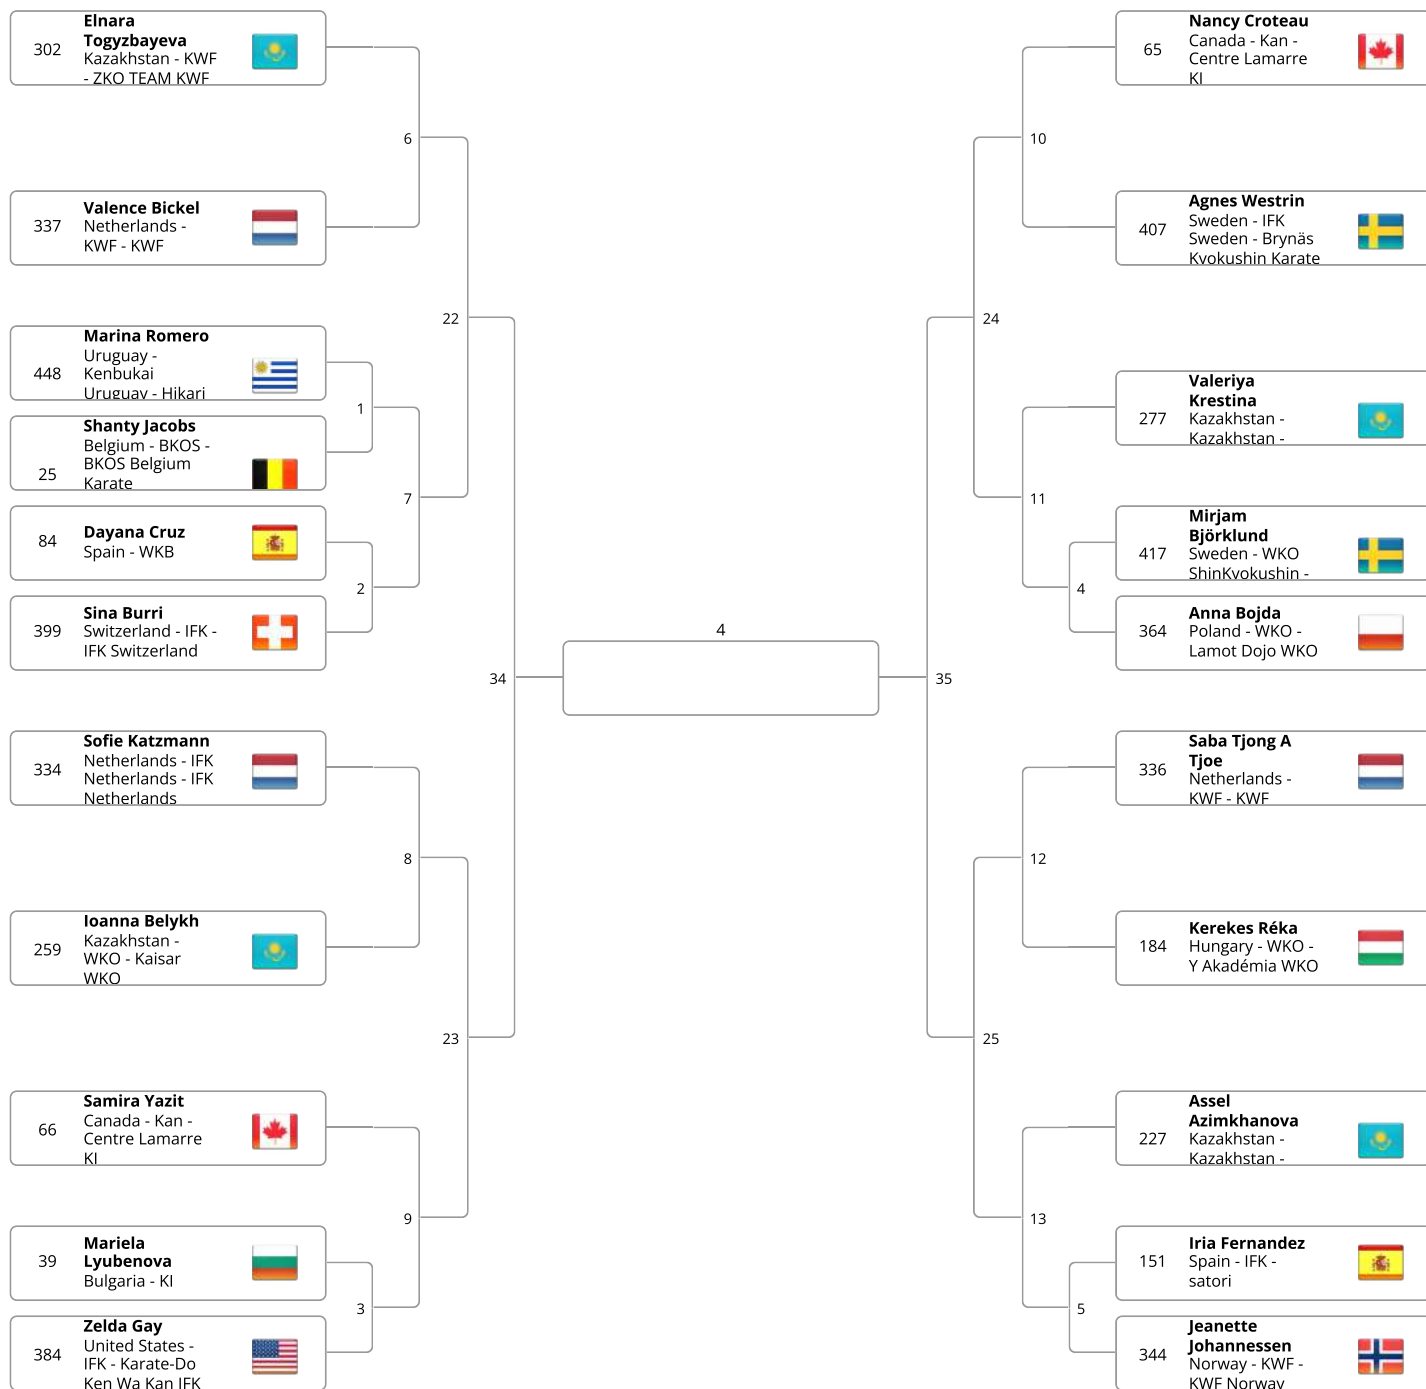 302
Elnara
Togyzbayeva
Kazakhstan - KWF
- ZKO TEAM KWF
6
337
Valence Bickel
Netherlands -
KWF - KWF
22
448
Marina Romero
Uruguay -
Kenbukai
Uruguay - Hikari
1
25
Shanty Jacobs
Belgium - BKOS -
BKOS Belgium
Karate
7
84
Dayana Cruz
Spain - WKB
2
399
Sina Burri
Switzerland - IFK -
IFK Switzerland
34
334
Sofie Katzmann
Netherlands - IFK
Netherlands - IFK
Netherlands
8
259
Ioanna Belykh
Kazakhstan -
WKO - Kaisar
WKO
23
66
Samira Yazit
Canada - Kan -
Centre Lamarre
KI
9
39
Mariela
Lyubenova
Bulgaria - KI
3
384
Zelda Gay
United States -
IFK - Karate-Do
Ken Wa Kan IFK
4
65
Nancy Croteau
Canada - Kan -
Centre Lamarre
KI
10
407
Agnes Westrin
Sweden - IFK
Sweden - Brynäs
Kyokushin Karate
24
277
Valeriya
Krestina
Kazakhstan -
Kazakhstan -
11
417
Mirjam
Björklund
Sweden - WKO
ShinKyokushin -
4
364
Anna Bojda
Poland - WKO -
Lamot Dojo WKO
35
336
Saba Tjong A
Tjoe
Netherlands -
KWF - KWF
12
184
Kerekes Réka
Hungary - WKO -
Y Akadémia WKO
25
227
Assel
Azimkhanova
Kazakhstan -
Kazakhstan -
13
151
Iria Fernandez
Spain - IFK -
satori
5
344
Jeanette
Johannessen
Norway - KWF -
KWF Norway